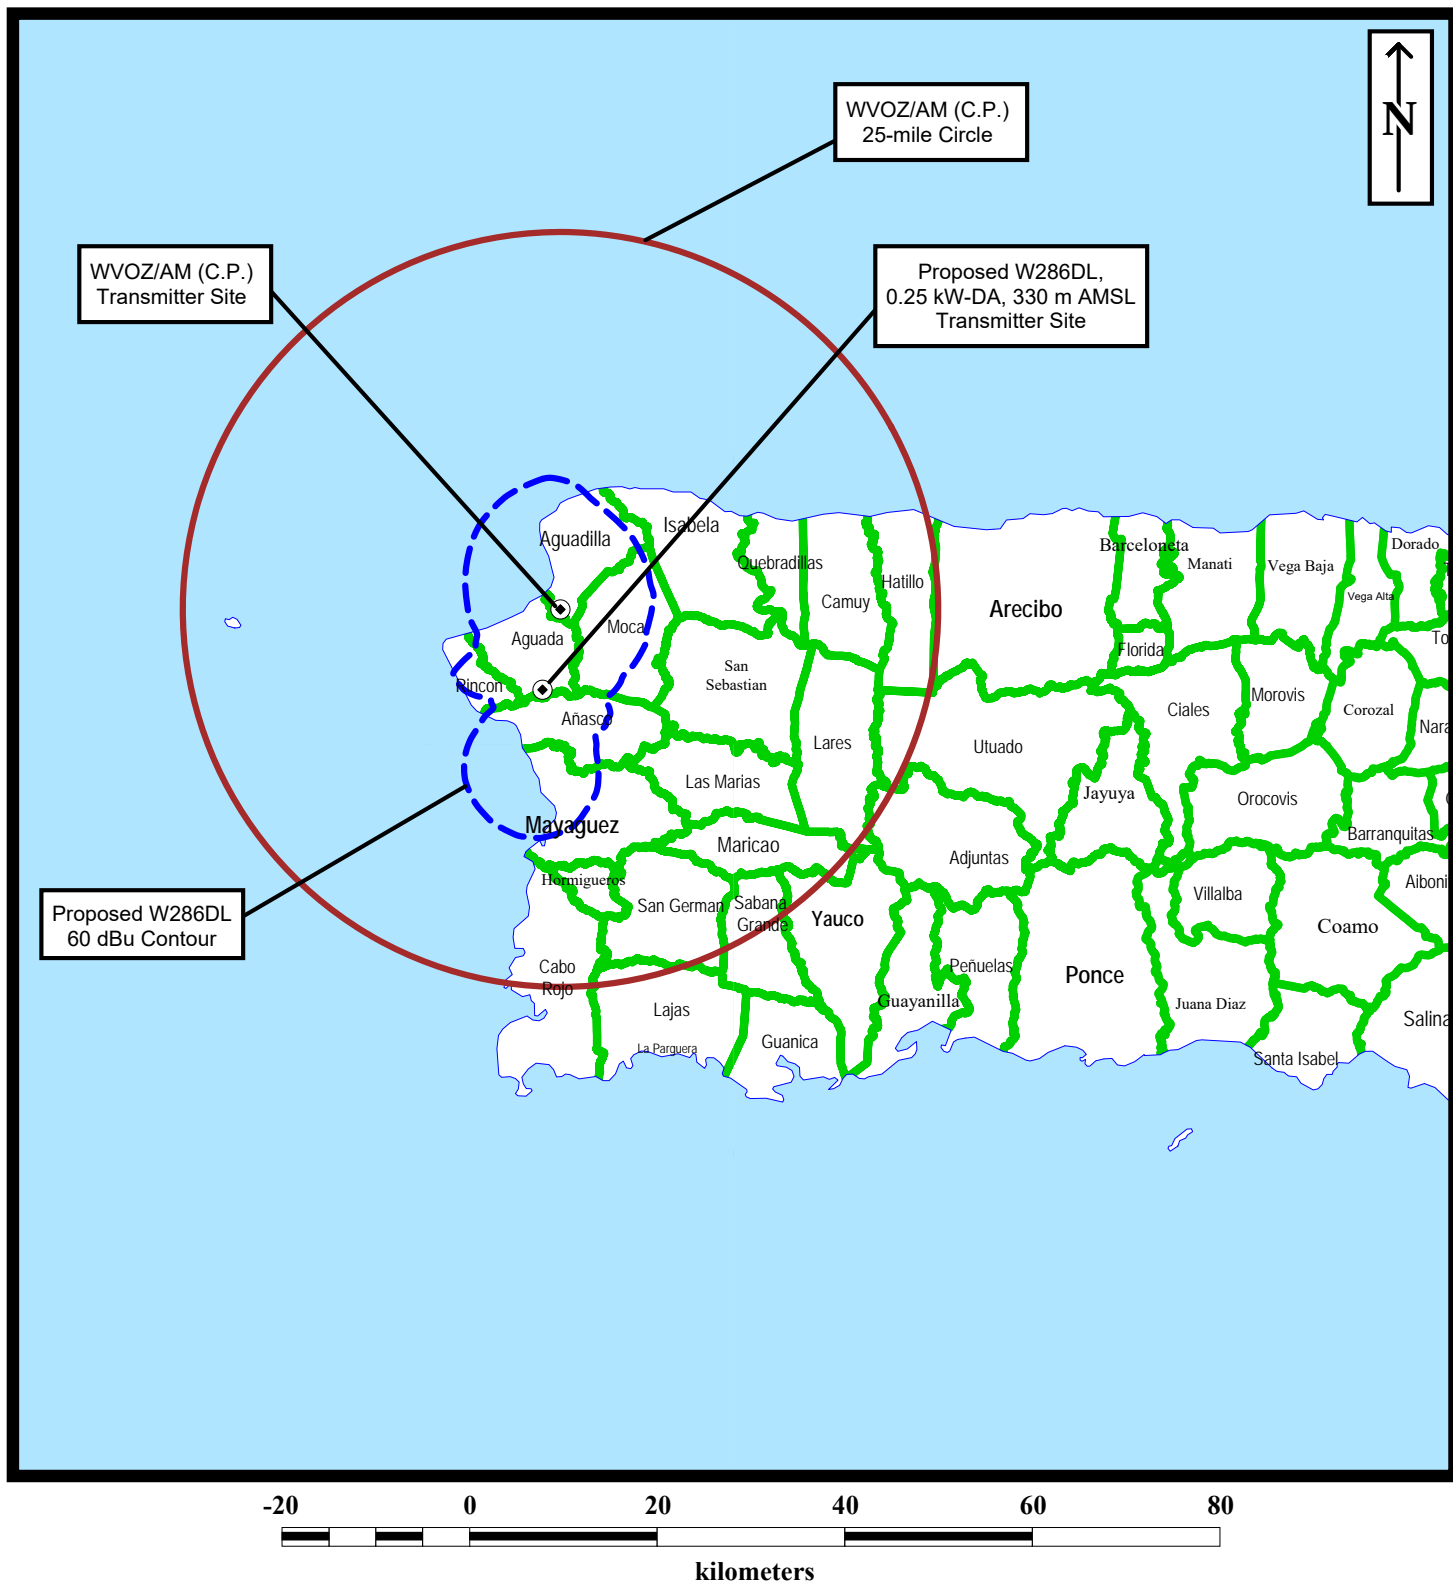 N
WVOZ/AM (C.P.)
25-mile Circle
WVOZ/AM (C.P.)
Transmitter Site
Proposed W286DL,
0.25 kW-DA, 330 m AMSL
Transmitter Site
Isabela
Aguadilla
Quebradillas
Camuy
Hatillo
Arecibo
Barceloneta
Manati
Vega Baja
Vega Alta
Dorado
To
Aguada
Moca
San
Sebastian
Florida
Rincon
Añasco
Lares
Utuado
Ciales
Morovis
Corozal
Nara
Las Marias
Jayuya
Orocovis
Mayaguez
Maricao
Adjuntas
Barranquitas
Hormigueros
San German
Sabana
Grande
Yauco
Villalba
Aiboni
Coamo
Proposed W286DL
60 dBu Contour
Cabo
Rojo
Peñuelas
Ponce
Guayanilla
Juana Diaz
Lajas
Salina
La Parguera
Guanica
Santa Isabel
-20 0 20 40 60 80
kilometers